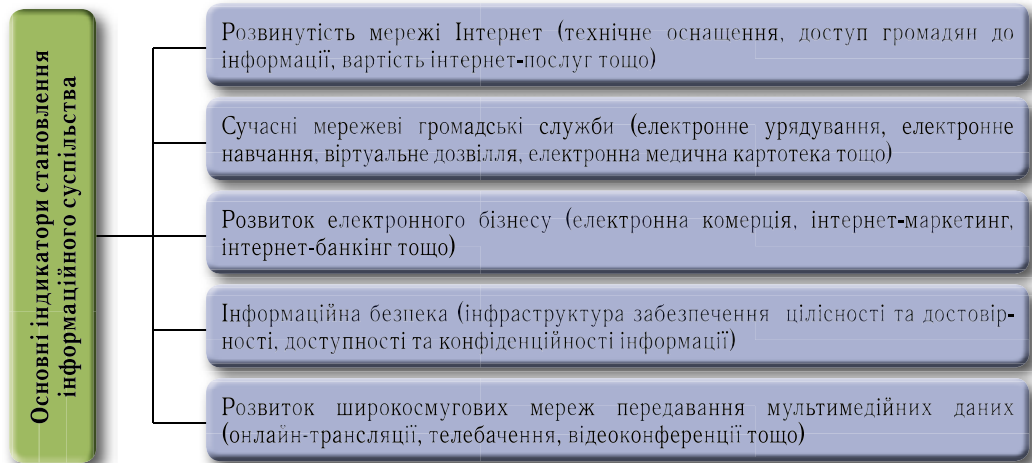 Основні індикатори становлення
інформаційного суспільства
Розвинутість мережі Інтернет (технічне оснащення, доступ громадян до
інформації, вартість інтернет-послуг тощо)
Сучасні мережеві громадські служби (електронне урядування, електронне
навчання, віртуальне дозвілля, електронна медична картотека тощо)
Розвиток електронного бізнесу (електронна комерція, інтернет-маркетинг,
інтернет-банкінг тощо)
Інформаційна безпека (інфраструктура забезпечення цілісності та достовір-
ності, доступності та конфіденційності інформації)
Розвиток широкосмугових мереж передавання мультимедійних даних
(онлайн-трансляції, телебачення, відеоконференції тощо)